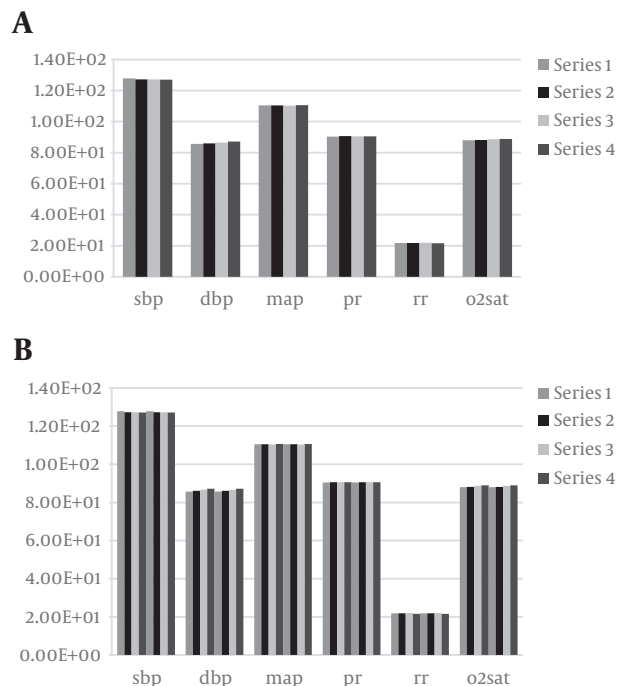 A
1.40E+02
1.20E+02
1.00E+02
8.00E+01
6.00E+01
4.00E+01
2.00E+01
0.00E+00
sbp dbp map pr rr o2sat
Series 1
Series 2
Series 3
Series 4
B
1.40E+02
1.20E+02
1.00E+02
8.00E+01
6.00E+01
4.00E+01
2.00E+01
0.00E+00
sbp dbp map pr rr o2sat
Series 1
Series 2
Series 3
Series 4